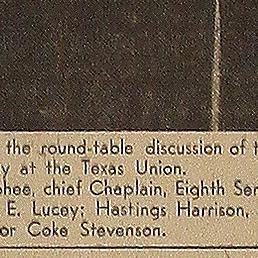 the round-table discussion of
y at the Texas Union.
hee, chief Chaplain, Eighth Ser
E. Lucey; Hastings Harrison,
or Coke Stevenson.